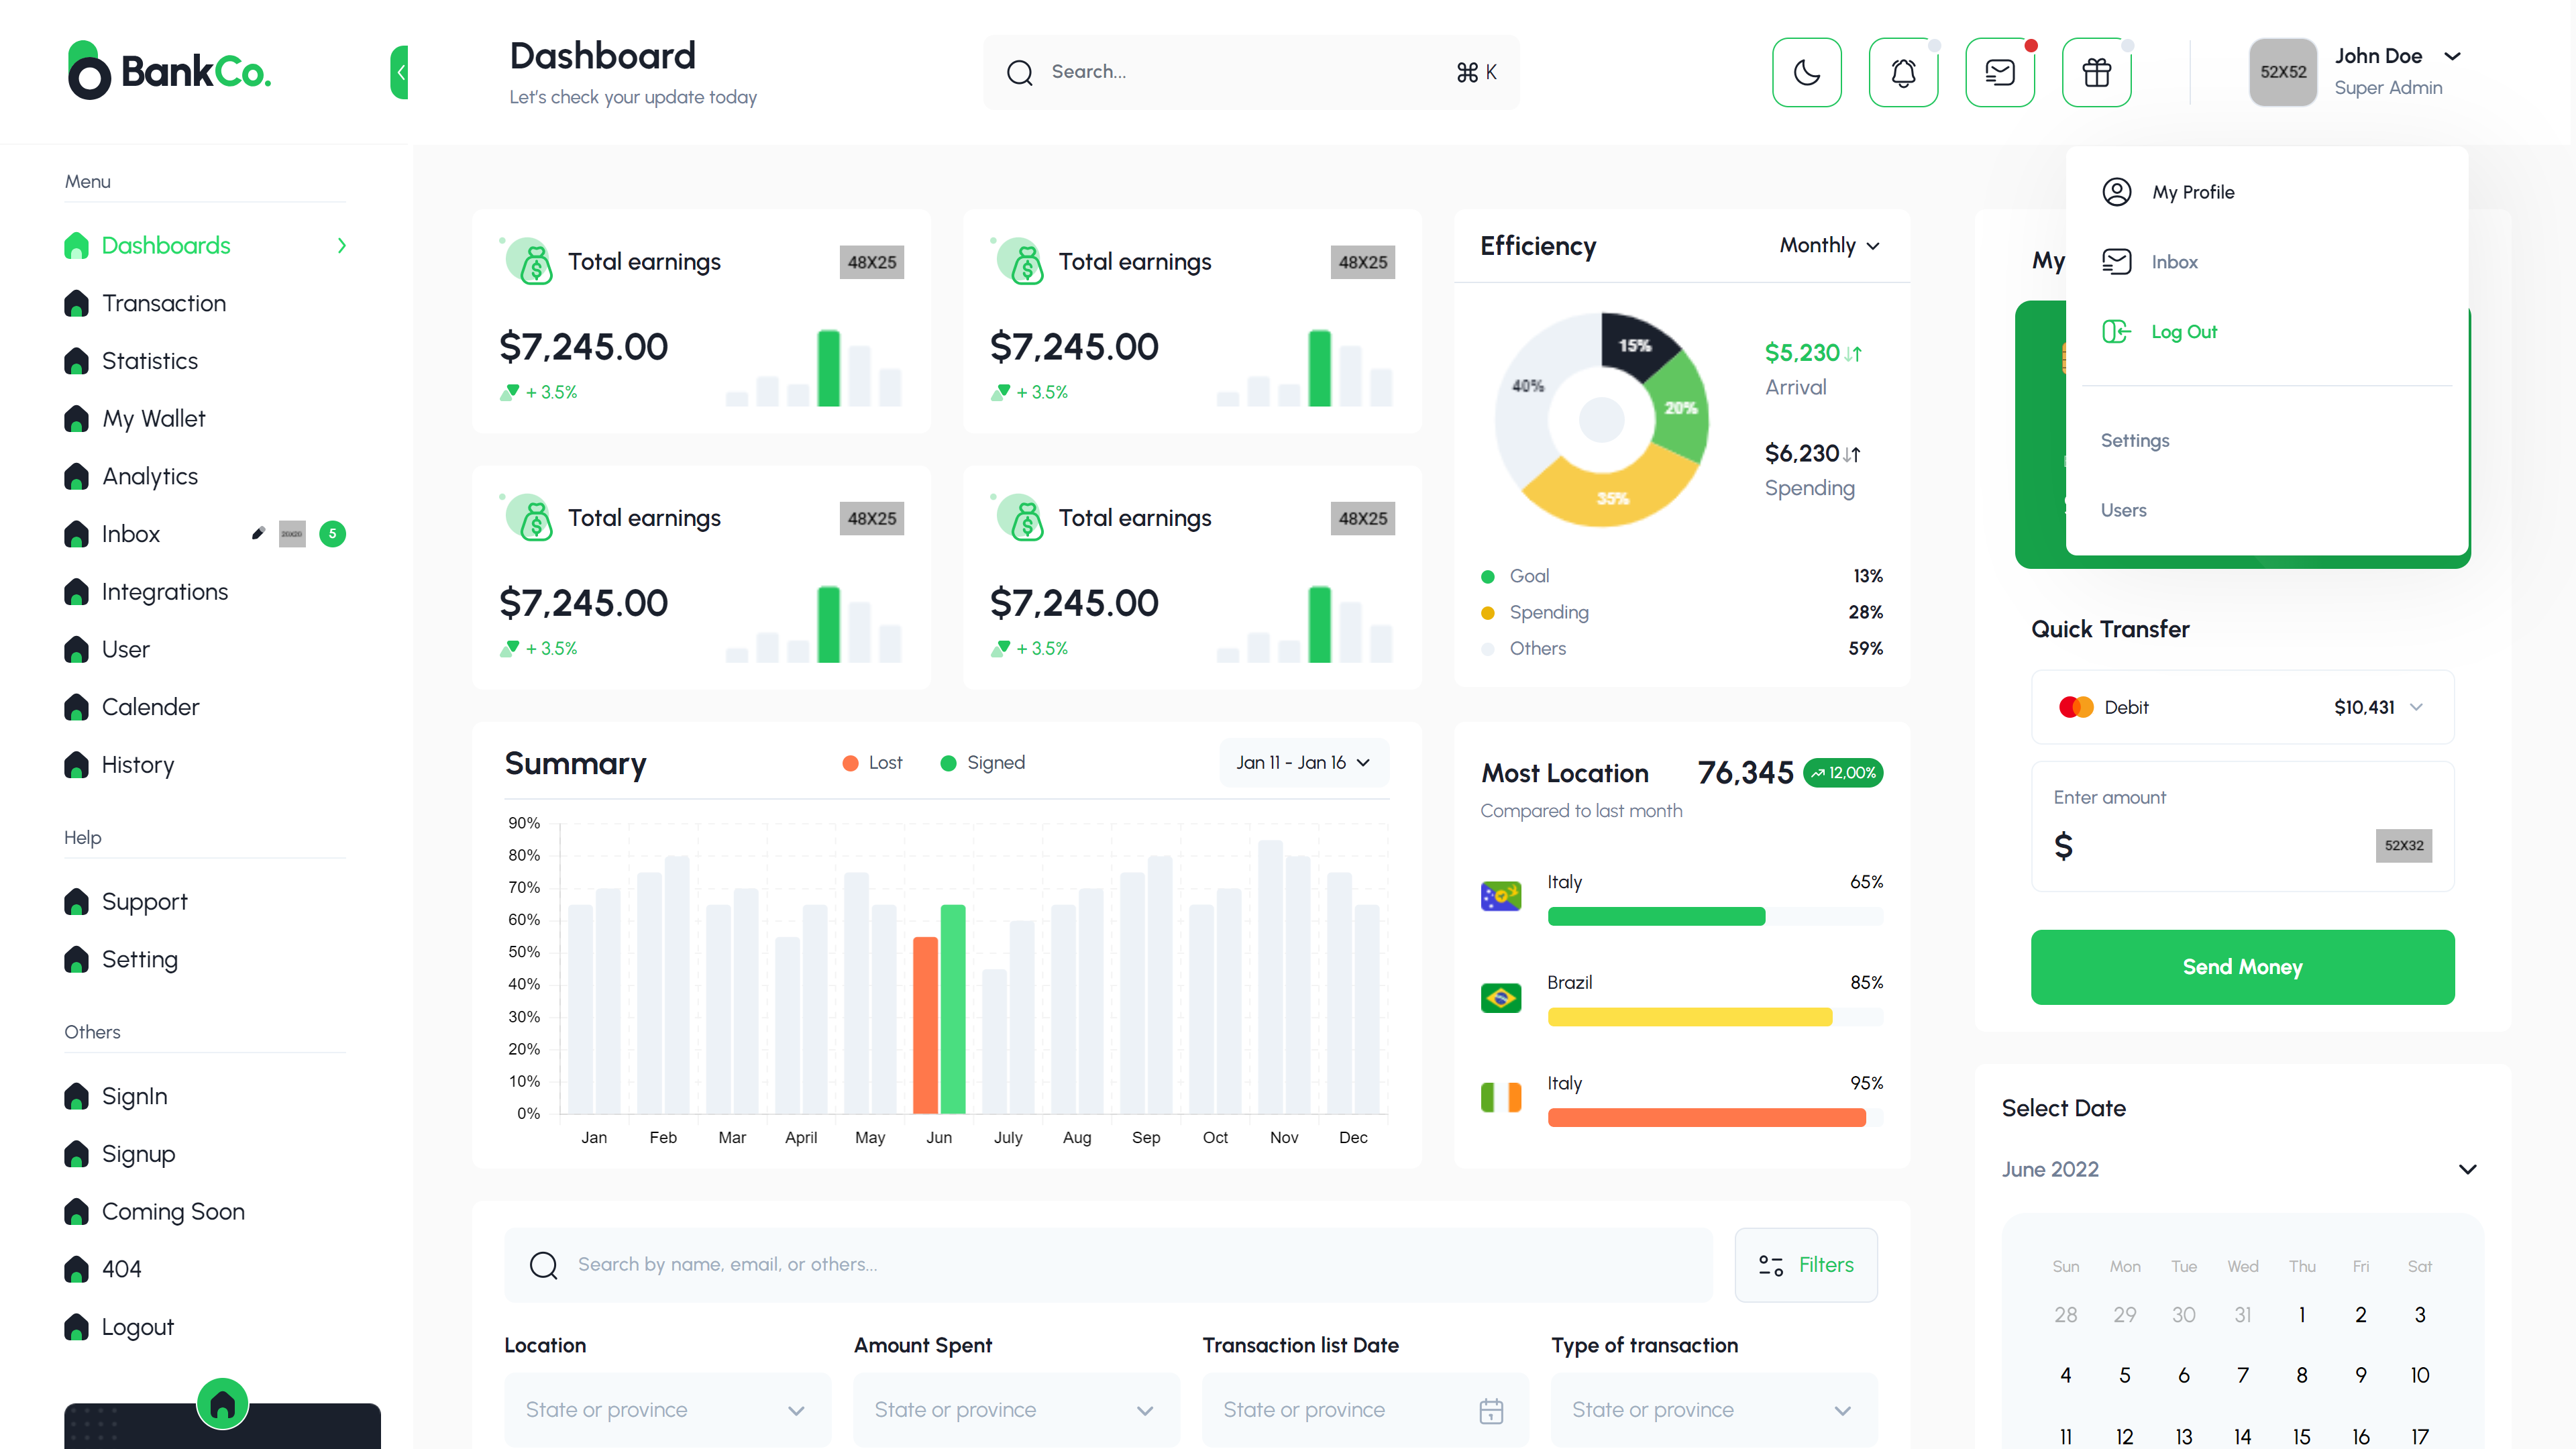 BankCo.
Dashboard
Let's check your update today
Search...
⌘ K
52X52
John Doe
Super Admin
Menu
Dashboards
Transaction
Statistics
My Wallet
Analytics
Inbox
20x20
5
Integrations
User
Calender
History
Help
Support
Setting
Others
SignIn
Signup
Coming Soon
404
Logout
Total earnings
48X25
$7,245.00
+ 3.5%
Total earnings
48X25
$7,245.00
+ 3.5%
Total earnings
48X25
$7,245.00
+ 3.5%
Total earnings
48X25
$7,245.00
+ 3.5%
Efficiency
Monthly
15%
20%
35%
40%
$5,230
Arrival
$6,230
Spending
Goal 13%
Spending 28%
Others 59%
My
My Profile
Inbox
Log Out
Settings
Users
Quick Transfer
Debit
$10,431
Enter amount
$
52X32
Send Money
Summary
Lost
Signed
Jan 11 - Jan 16
90%
80%
70%
60%
50%
40%
30%
20%
10%
0%
Jan Feb Mar April May Jun July Aug Sep Oct Nov Dec
Most Location
76,345
12,00%
Compared to last month
Italy 65%
Brazil 85%
Italy 95%
Select Date
June 2022
Sun Mon Tue Wed Thu Fri Sat
28 29 30 31 1 2 3
4 5 6 7 8 9 10
11 12 13 14 15 16 17
Search by name, email, or others...
Filters
Location
State or province
Amount Spent
State or province
Transaction list Date
State or province
Type of transaction
State or province